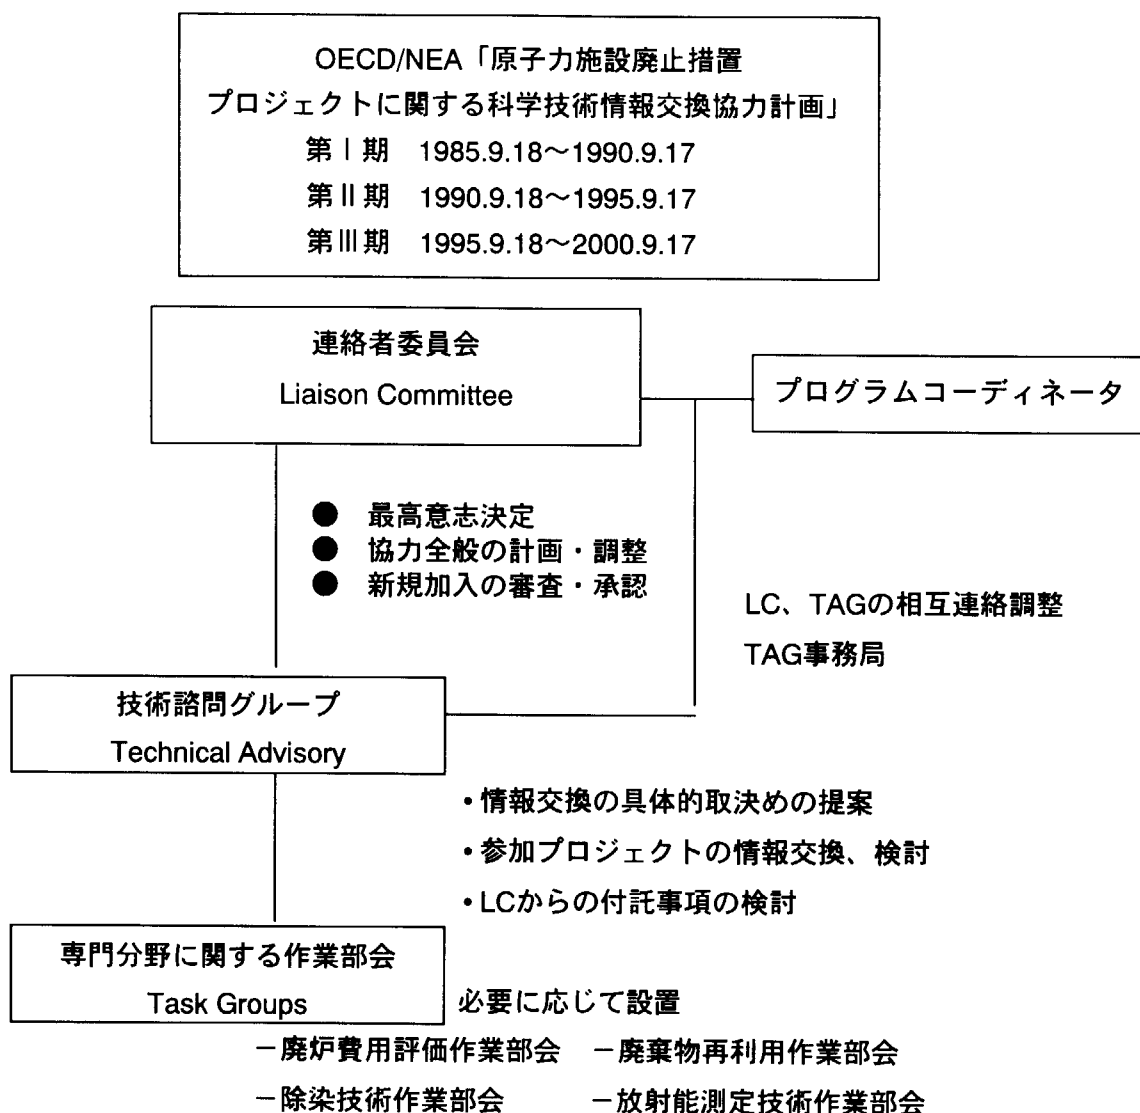 OECD/NEA「原子力施設廃止措置
プロジェクトに関する科学技術情報交換協力計画」
第Ⅰ期 1985.9.18～1990.9.17
第Ⅱ期 1990.9.18～1995.9.17
第Ⅲ期 1995.9.18～2000.9.17
連絡者委員会
Liaison Committee
プログラムコーディネータ
● 最高意志決定
● 協力全般の計画・調整
● 新規加入の審査・承認
LC、TAGの相互連絡調整
TAG事務局
技術諮問グループ
Technical Advisory
・情報交換の具体的取決めの提案
・参加プロジェクトの情報交換、検討
・LCからの付託事項の検討
専門分野に関する作業部会
Task Groups
必要に応じて設置
－廃炉費用評価作業部会 －廃棄物再利用作業部会
－除染技術作業部会 －放射能測定技術作業部会